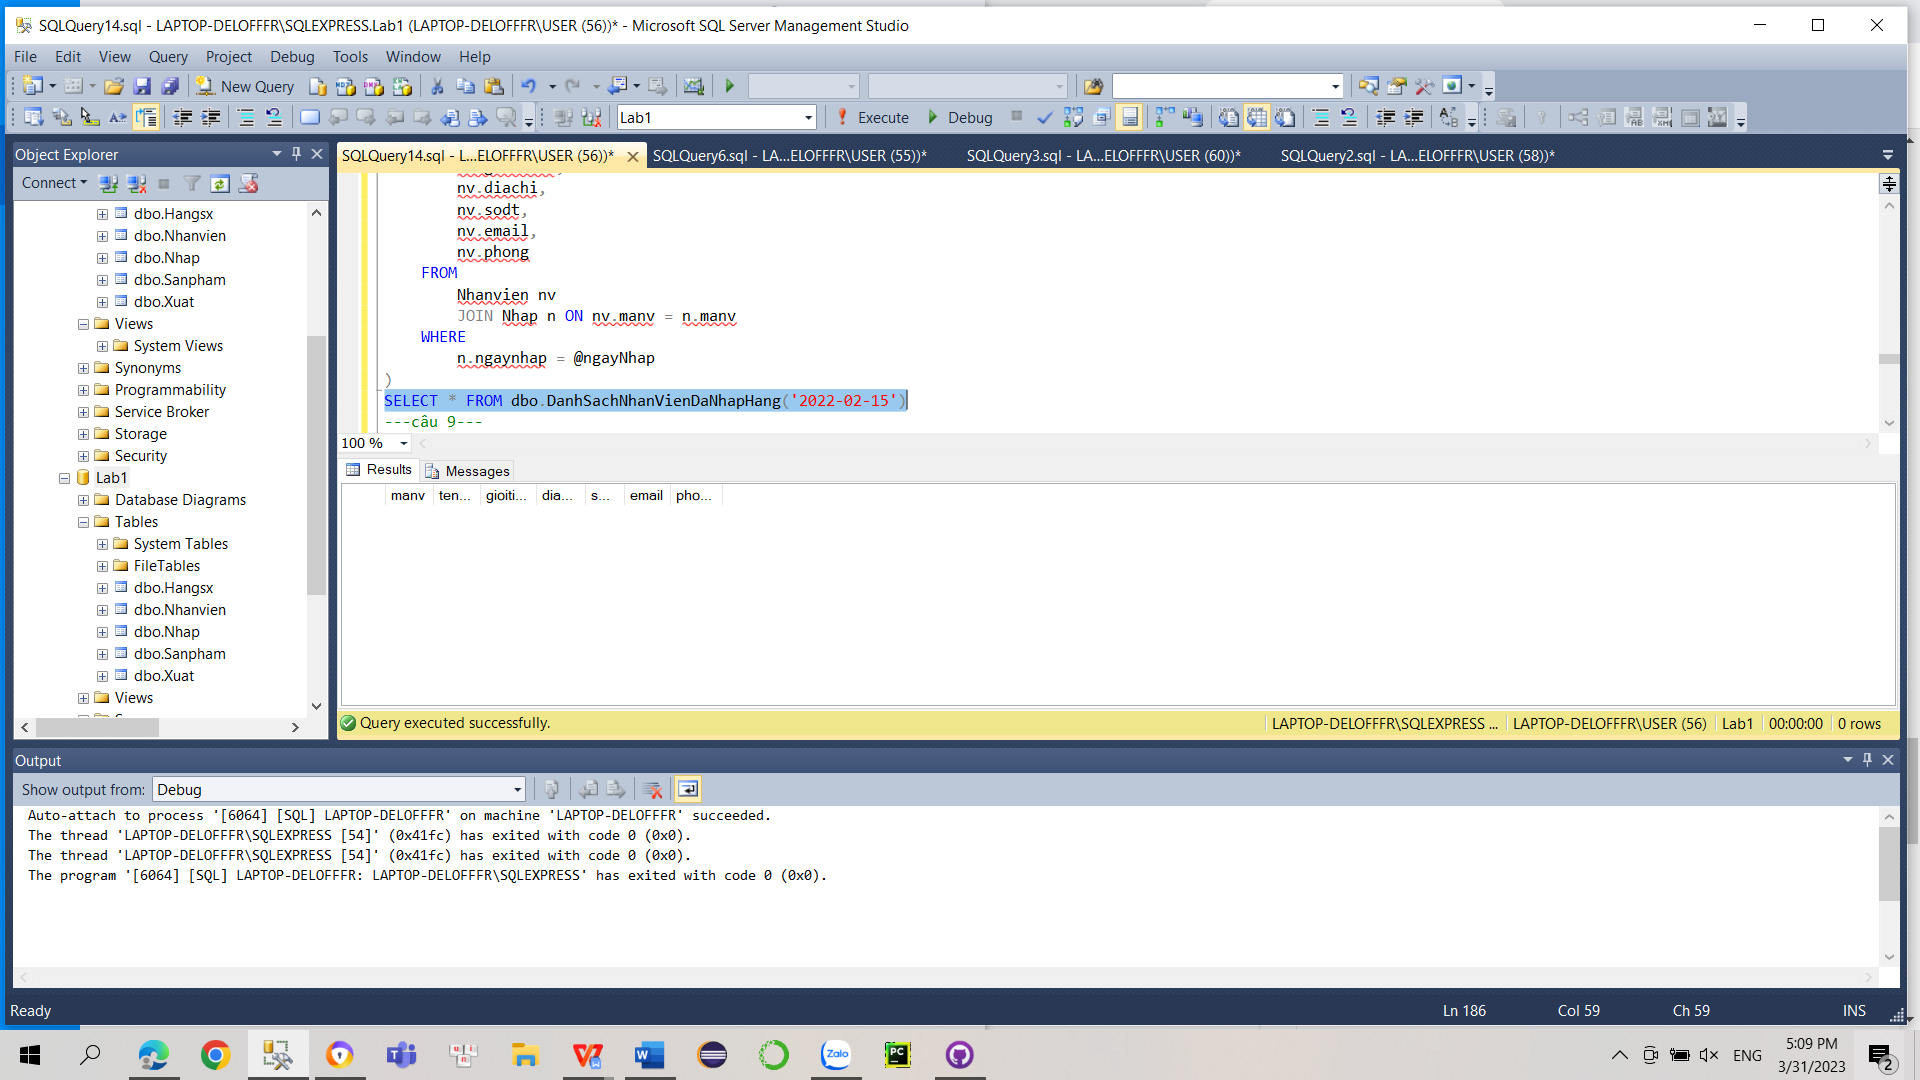 SQLQuery14.sql - LAPTOP-DELOFFFR\SQLEXPRESS.Lab1 (LAPTOP-DELOFFFR\USER (56))* - Microsoft SQL Server Management Studio
File Edit View Query Project Debug Tools Window Help
New Query
Lab1 Execute Debug
Object Explorer
Connect
dbo.Hangsx
dbo.Nhanvien
dbo.Nhap
dbo.Sanpham
dbo.Xuat
Views
System Views
Synonyms
Programmability
Service Broker
Storage
Security
Lab1
Database Diagrams
Tables
System Tables
FileTables
dbo.Hangsx
dbo.Nhanvien
dbo.Nhap
dbo.Sanpham
dbo.Xuat
Views
SQLQuery14.sql - L...ELOFFFR\USER (56))* SQLQuery6.sql - LA...ELOFFFR\USER (55))* SQLQuery3.sql - LA...ELOFFFR\USER (60))* SQLQuery2.sql - LA...ELOFFFR\USER (58))*
nv.diachi,
nv.sodt,
nv.email,
nv.phong
FROM
Nhanvien nv
JOIN Nhap n ON nv.manv = n.manv
WHERE
n.ngaynhap = @ngayNhap
)
SELECT * FROM dbo.DanhSachNhanVienDaNhapHang('2022-02-15')
---câu 9---
100 %
Results Messages
manv ten... gioiti... dia... s... email pho...
Query executed successfully. LAPTOP-DELOFFFR\SQLEXPRESS ... LAPTOP-DELOFFFR\USER (56) Lab1 00:00:00 0 rows
Output
Show output from: Debug
Auto-attach to process '[6064] [SQL] LAPTOP-DELOFFFR' on machine 'LAPTOP-DELOFFFR' succeeded.
The thread 'LAPTOP-DELOFFFR\SQLEXPRESS [54]' (0x41fc) has exited with code 0 (0x0).
The thread 'LAPTOP-DELOFFFR\SQLEXPRESS [54]' (0x41fc) has exited with code 0 (0x0).
The program '[6064] [SQL] LAPTOP-DELOFFFR: LAPTOP-DELOFFFR\SQLEXPRESS' has exited with code 0 (0x0).
Ready Ln 186 Col 59 Ch 59 INS
Zalo PC ENG 5:09 PM
3/31/2023 2